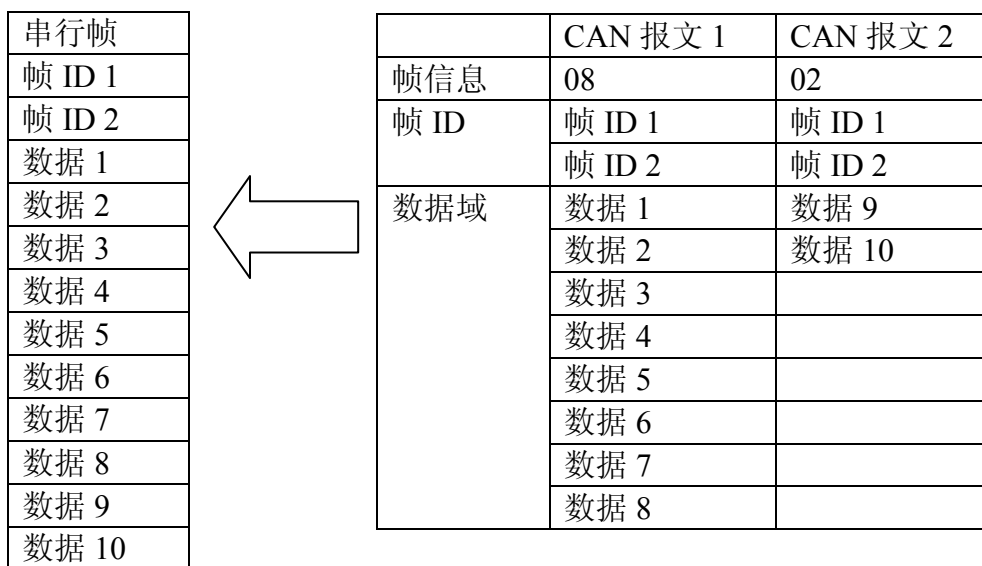 串行帧
帧 ID 1
帧 ID 2
数据 1
数据 2
数据 3
数据 4
数据 5
数据 6
数据 7
数据 8
数据 9
数据 10
CAN 报文 1 CAN 报文 2
帧信息 08 02
帧 ID 帧 ID 1 帧 ID 1
帧 ID 2 帧 ID 2
数据域 数据 1 数据 9
数据 2 数据 10
数据 3
数据 4
数据 5
数据 6
数据 7
数据 8